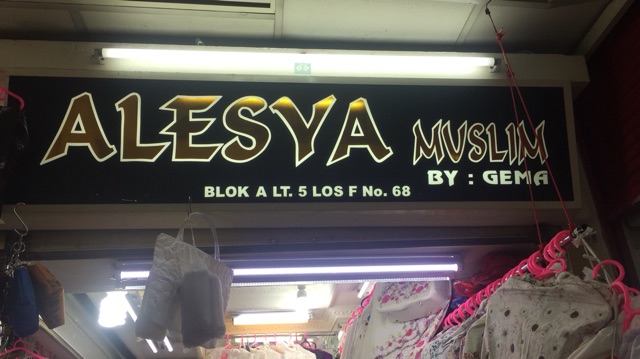 ALESYA MUSLIM
BY : GEMA
BLOK A LT. 5 LOS F No. 68